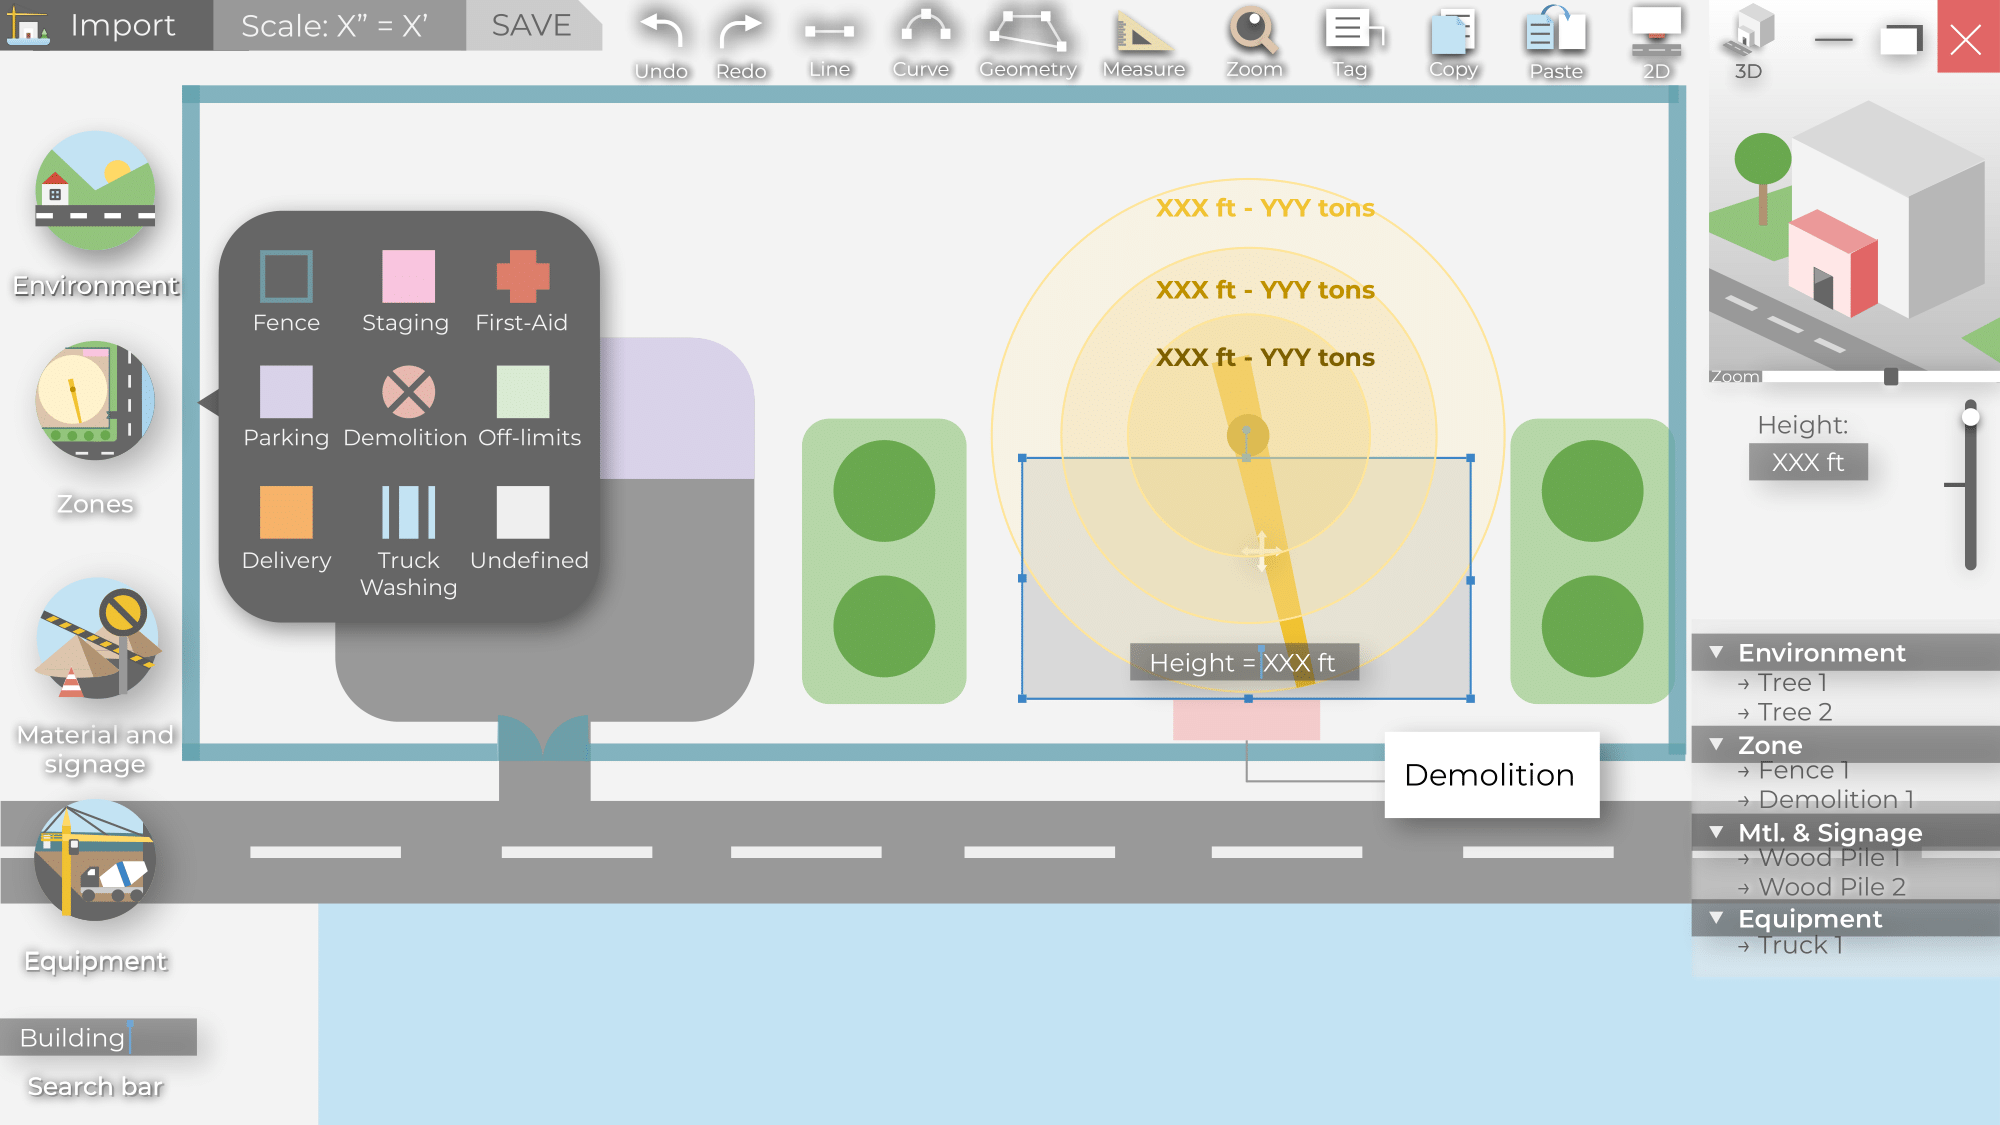 Import
Scale: X” = X’
SAVE
Undo
Redo
Line
Curve
Geometry
Measure
Zoom
Tag
Copy
Paste
2D
3D
Environment
Zones
Material and
signage
Equipment
Building
Search bar
Fence
Staging
First-Aid
Parking
Demolition
Off-limits
Delivery
Truck
Washing
Undefined
XXX ft - YYY tons
XXX ft - YYY tons
XXX ft - YYY tons
Height = XXX ft
Demolition
Zoom
Height:
XXX ft
Environment
→ Tree 1
→ Tree 2
Zone
→ Fence 1
→ Demolition 1
Mtl. & Signage
→ Wood Pile 1
→ Wood Pile 2
Equipment
→ Truck 1